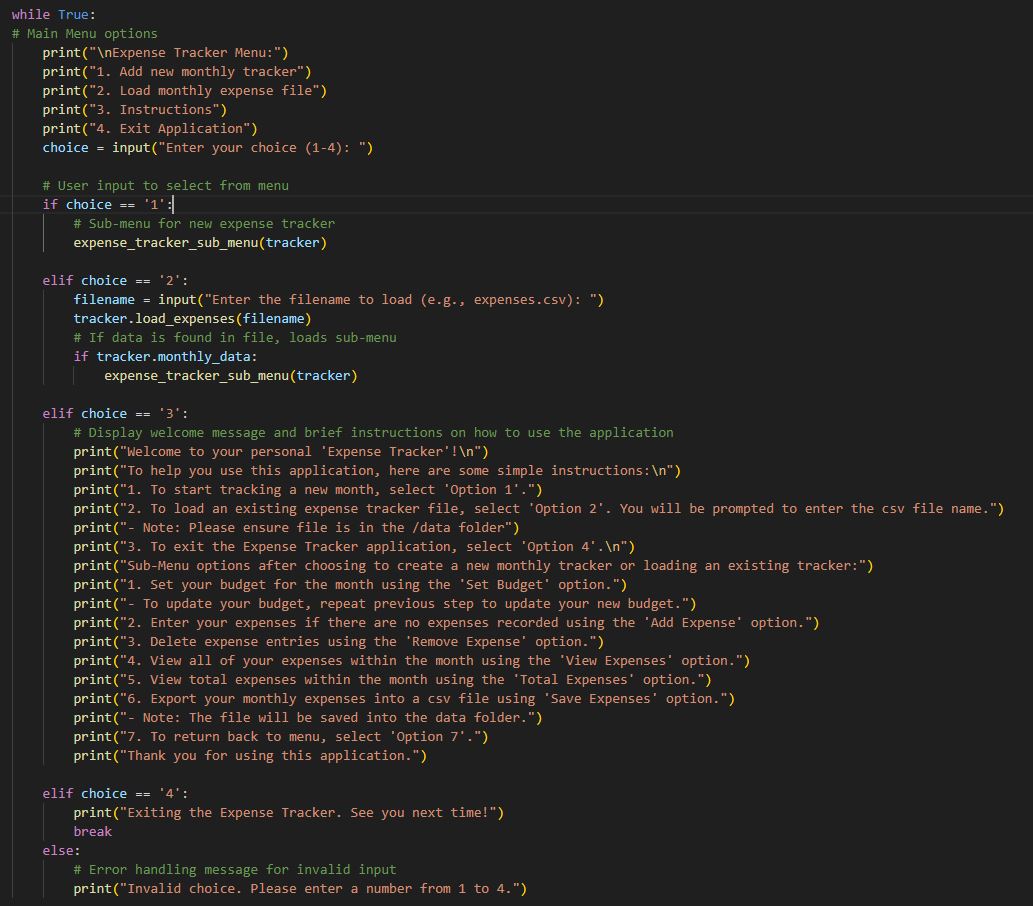 while True:
# Main Menu options
    print("\nExpense Tracker Menu:")
    print("1. Add new monthly tracker")
    print("2. Load monthly expense file")
    print("3. Instructions")
    print("4. Exit Application")
    choice = input("Enter your choice (1-4): ")

    # User input to select from menu
    if choice == '1':
        # Sub-menu for new expense tracker
        expense_tracker_sub_menu(tracker)

    elif choice == '2':
        filename = input("Enter the filename to load (e.g., expenses.csv): ")
        tracker.load_expenses(filename)
        # If data is found in file, loads sub-menu
        if tracker.monthly_data:
            expense_tracker_sub_menu(tracker)

    elif choice == '3':
        # Display welcome message and brief instructions on how to use the application
        print("Welcome to your personal 'Expense Tracker'!\n")
        print("To help you use this application, here are some simple instructions:\n")
        print("1. To start tracking a new month, select 'Option 1'.")
        print("2. To load an existing expense tracker file, select 'Option 2'. You will be prompted to enter the csv file name.")
        print("- Note: Please ensure file is in the /data folder")
        print("3. To exit the Expense Tracker application, select 'Option 4'.\n")
        print("Sub-Menu options after choosing to create a new monthly tracker or loading an existing tracker:")
        print("1. Set your budget for the month using the 'Set Budget' option.")
        print("- To update your budget, repeat previous step to update your new budget.")
        print("2. Enter your expenses if there are no expenses recorded using the 'Add Expense' option.")
        print("3. Delete expense entries using the 'Remove Expense' option.")
        print("4. View all of your expenses within the month using the 'View Expenses' option.")
        print("5. View total expenses within the month using the 'Total Expenses' option.")
        print("6. Export your monthly expenses into a csv file using 'Save Expenses' option.")
        print("- Note: The file will be saved into the data folder.")
        print("7. To return back to menu, select 'Option 7'.")
        print("Thank you for using this application.")

    elif choice == '4':
        print("Exiting the Expense Tracker. See you next time!")
        break
    else:
        # Error handling message for invalid input
        print("Invalid choice. Please enter a number from 1 to 4.")